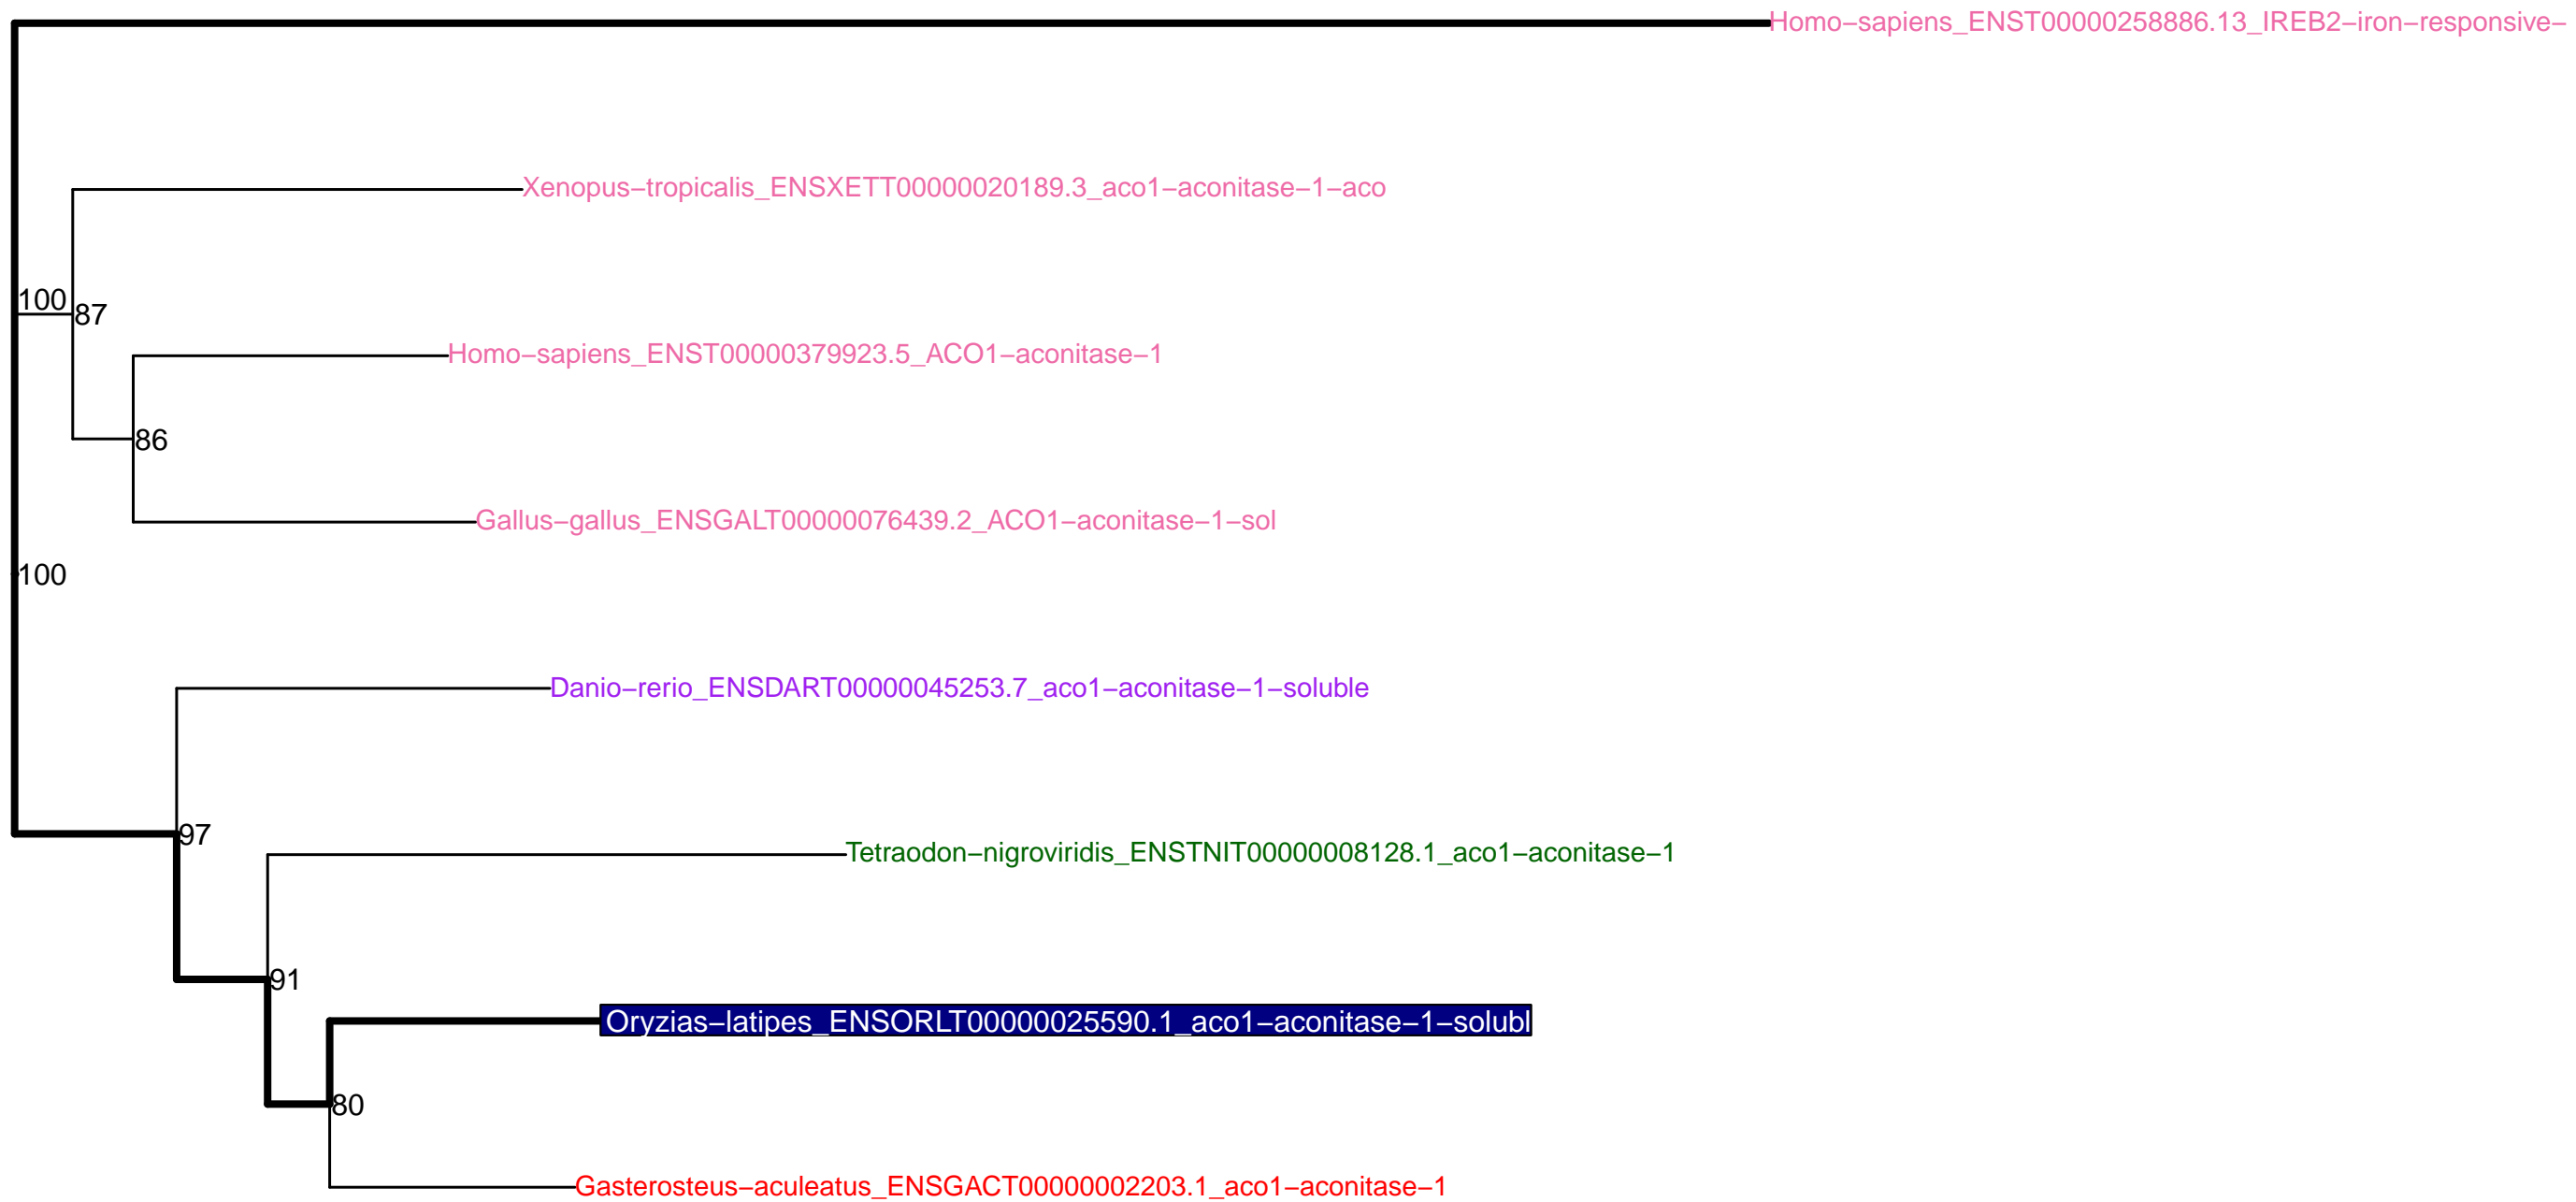 Homo–sapiens_ENST00000258886.13_IREB2–iron–responsive–
Xenopus–tropicalis_ENSXETT00000020189.3_aco1–aconitase–1–aco
100
87
Homo–sapiens_ENST00000379923.5_ACO1–aconitase–1
86
Gallus–gallus_ENSGALT00000076439.2_ACO1–aconitase–1–sol
100
Danio–rerio_ENSDART00000045253.7_aco1–aconitase–1–soluble
97
Tetraodon–nigroviridis_ENSTNIT00000008128.1_aco1–aconitase–1
91
Oryzias–latipes_ENSORLT00000025590.1_aco1–aconitase–1–solubl
80
Gasterosteus–aculeatus_ENSGACT00000002203.1_aco1–aconitase–1